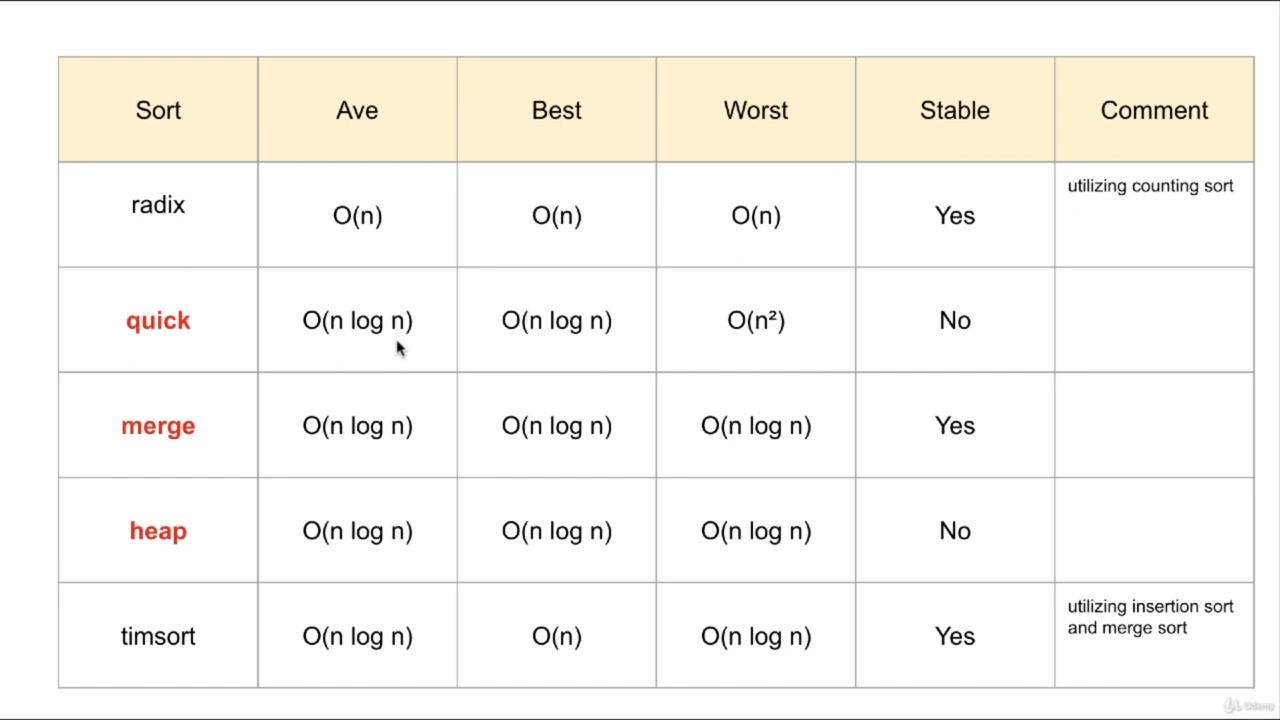 Sort Ave Best Worst Stable Comment
radix O(n) O(n) O(n) Yes utilizing counting sort
quick O(n log n) O(n log n) O(n²) No
merge O(n log n) O(n log n) O(n log n) Yes
heap O(n log n) O(n log n) O(n log n) No
timsort O(n log n) O(n) O(n log n) Yes utilizing insertion sort
and merge sort
Udemy